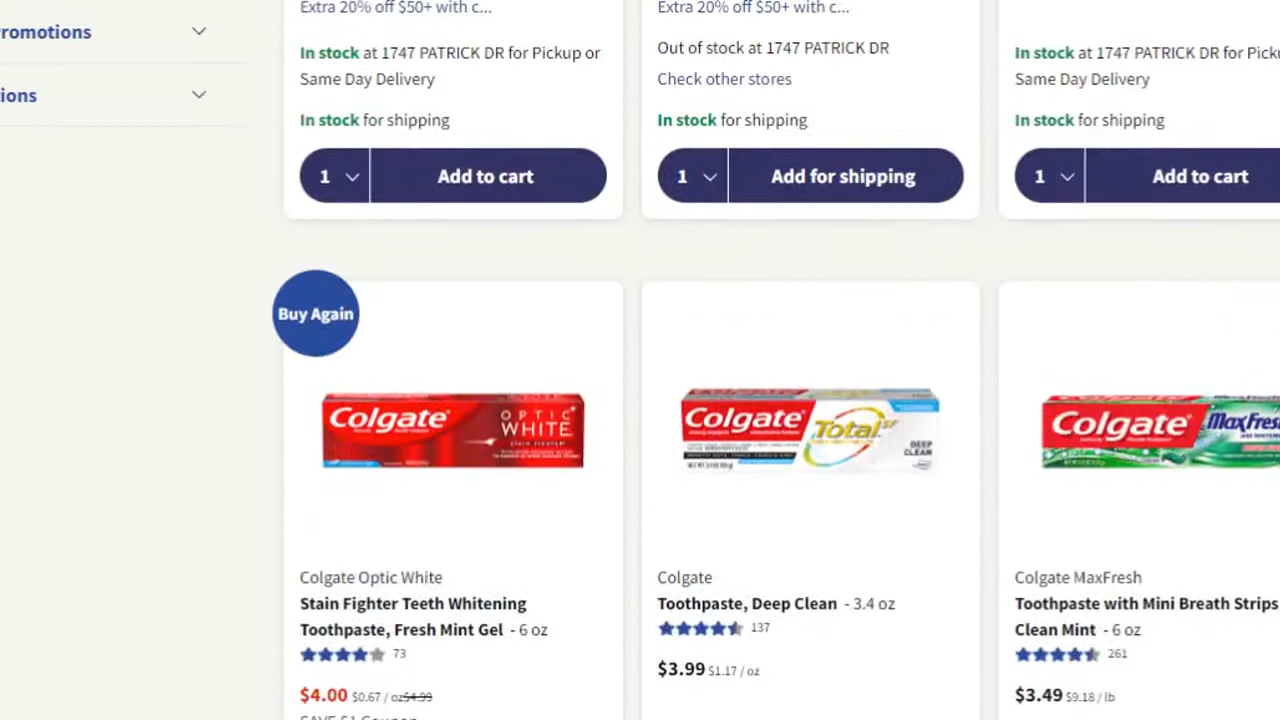 romotions
ions
Extra 20% off $50+ with c...
In stock at 1747 PATRICK DR for Pickup or
Same Day Delivery
In stock for shipping
1 Add to cart
Extra 20% off $50+ with c...
Out of stock at 1747 PATRICK DR
Check other stores
In stock for shipping
1 Add for shipping
In stock at 1747 PATRICK DR for Picku
Same Day Delivery
In stock for shipping
1 Add to cart
Buy Again
Colgate
OPTIC
WHITE
STAIN FIGHTER
Colgate Optic White
Stain Fighter Teeth Whitening
Toothpaste, Fresh Mint Gel - 6 oz
73
$4.00 $0.67 / oz $4.99
SAVE $1 Coupon
Colgate
Total SF
DEEP
CLEAN
Colgate
Toothpaste, Deep Clean - 3.4 oz
137
$3.99 $1.17 / oz
Colgate
MaxFres
Colgate MaxFresh
Toothpaste with Mini Breath Strips
Clean Mint - 6 oz
261
$3.49 $9.18 / lb